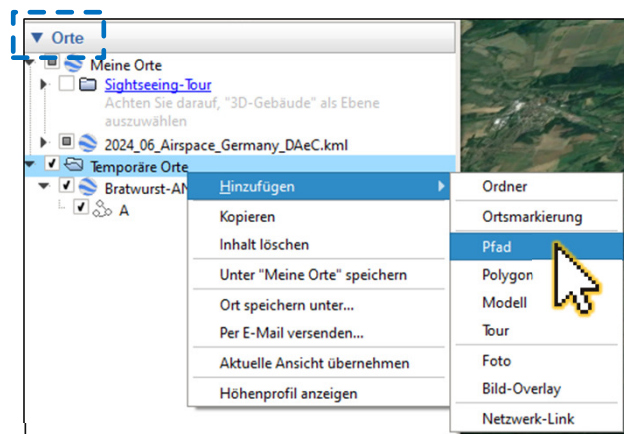 Orte
Meine Orte
Sightseeing-Tour
Achten Sie darauf, "3D-Gebäude" als Ebene
auszuwählen
2024_06_Airspace_Germany_DAeC.kml
Temporäre Orte
Bratwurst-AN
A
Hinzufügen
Kopieren
Inhalt löschen
Unter "Meine Orte" speichern
Ort speichern unter...
Per E-Mail versenden...
Aktuelle Ansicht übernehmen
Höhenprofil anzeigen
Ordner
Ortsmarkierung
Pfad
Polygon
Modell
Tour
Foto
Bild-Overlay
Netzwerk-Link